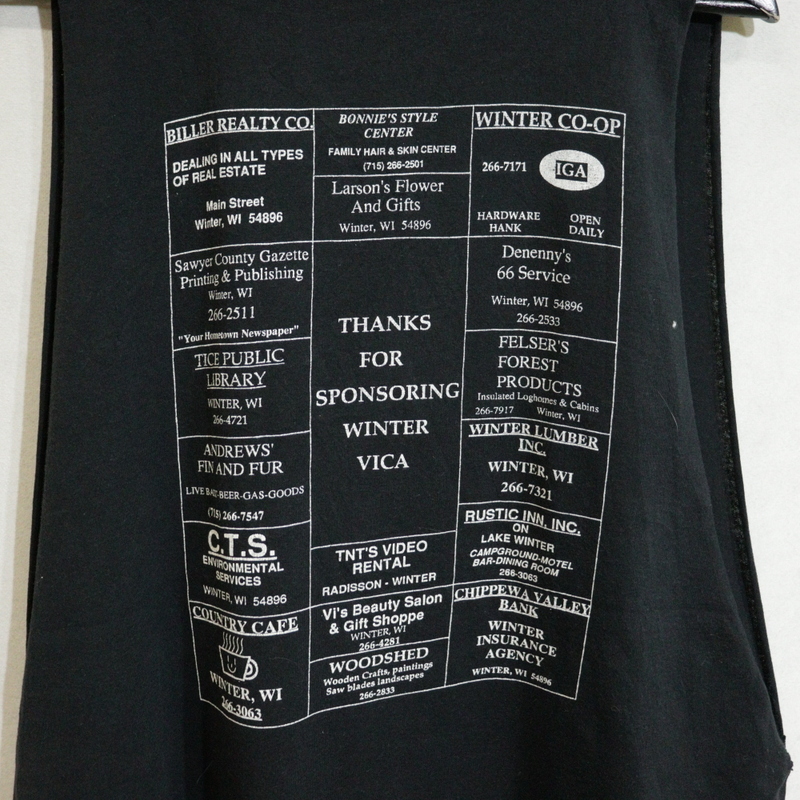 BILLER REALTY CO.
DEALING IN ALL TYPES
OF REAL ESTATE
Main Street
Winter, WI 54896
Sawyer County Gazette
Printing & Publishing
Winter, WI
266-2511
"Your Hometown Newspaper"
TICE PUBLIC
LIBRARY
WINTER, WI
266-4721
ANDREWS'
FIN AND FUR
LIVE BAIT-BEER-GAS-GOODS
(715) 266-7547
C.T.S.
ENVIRONMENTAL
SERVICES
WINTER, WI 54896
COUNTRY CAFE
WINTER, WI
266-3063
BONNIE'S STYLE
CENTER
FAMILY HAIR & SKIN CENTER
(715) 266-2501
Larson's Flower
And Gifts
Winter, WI 54896
THANKS
FOR
SPONSORING
WINTER
VICA
TNT'S VIDEO
RENTAL
RADISSON - WINTER
Vi's Beauty Salon
& Gift Shoppe
WINTER, WI
266-4281
WOODSHED
Wooden Crafts, paintings
Saw blades landscapes
266-2833
WINTER CO-OP
266-7171 IGA
HARDWARE OPEN
HANK DAILY
Denenny's
66 Service
Winter, WI 54896
266-2533
FELSER'S
FOREST
PRODUCTS
Insulated Loghomes & Cabins
266-7917 Winter, WI
WINTER LUMBER
INC.
WINTER, WI
266-7321
RUSTIC INN, INC.
ON
LAKE WINTER
CAMPGROUND-MOTEL
BAR-DINING ROOM
266-3063
CHIPPEWA VALLEY
BANK
WINTER
INSURANCE
AGENCY
WINTER, WI 54896